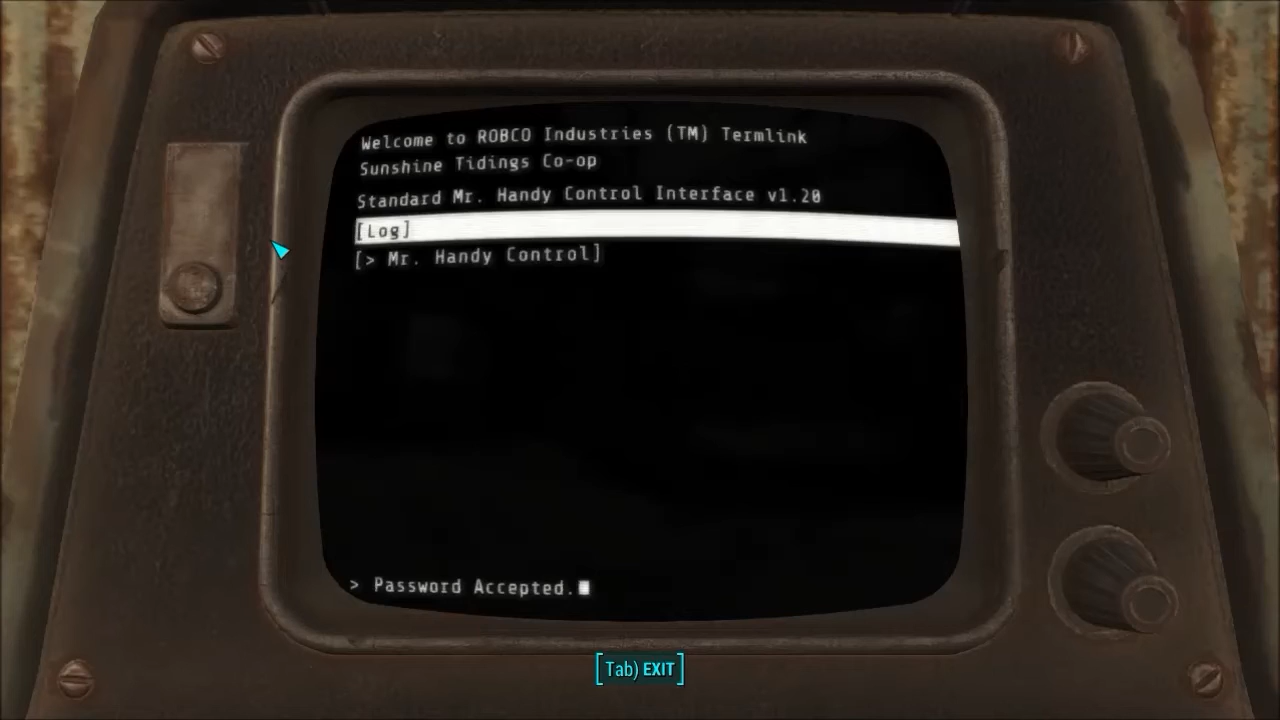 Welcome to ROBCO Industries (TM) Termlink
Sunshine Tidings Co-op
Standard Mr. Handy Control Interface v1.20
[Log]
[> Mr. Handy Control]
> Password Accepted.
[Tab) EXIT]